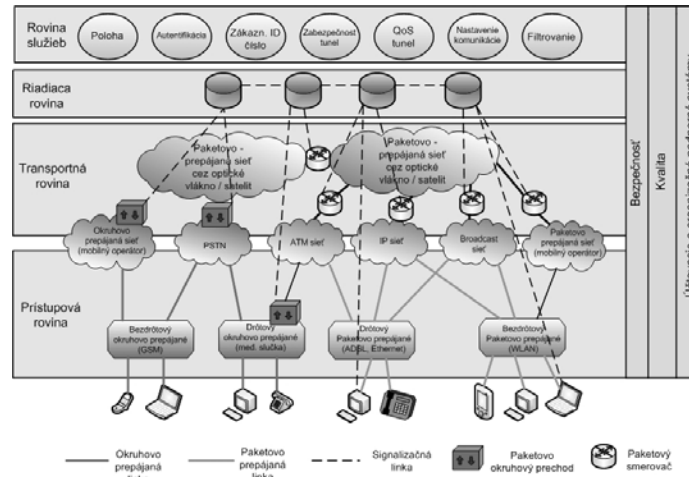 Rovina
služieb
Poloha
Autentifikácia
Zákazn. ID
číslo
Zabezpečnost
tunel
QoS
tunel
Nastavenie
komunikácie
Filtrovanie
Riadiaca
rovina
Transportná
rovina
Paketovo -
prepájaná sieť
cez optické
vlákno / satelit
Paketovo -
prepájaná sieť
cez optické
vlákno / satelit
Okruhovo
prepájaná sieť
(mobilný operátor)
PSTN
ATM sieť
IP sieť
Broadcast
sieť
Paketovo
prepájaná sieť
(mobilný operátor)
Prístupová
rovina
Bezdrôtový
okruhovo prepájané
(GSM)
Drôtový
okruhovo prepájané
(med. slučka)
Drôtový
Paketovo prepájané
(ADSL, Ethernet)
Bezdrôtový
Paketovo prepájané
(WLAN)
Bezpečnosť
Kvalita
Okruhovo
prepájaná
Paketovo
prepájaná
linka
Signalizačná
linka
Paketovo
okruhový prechod
Paketový
smerovač